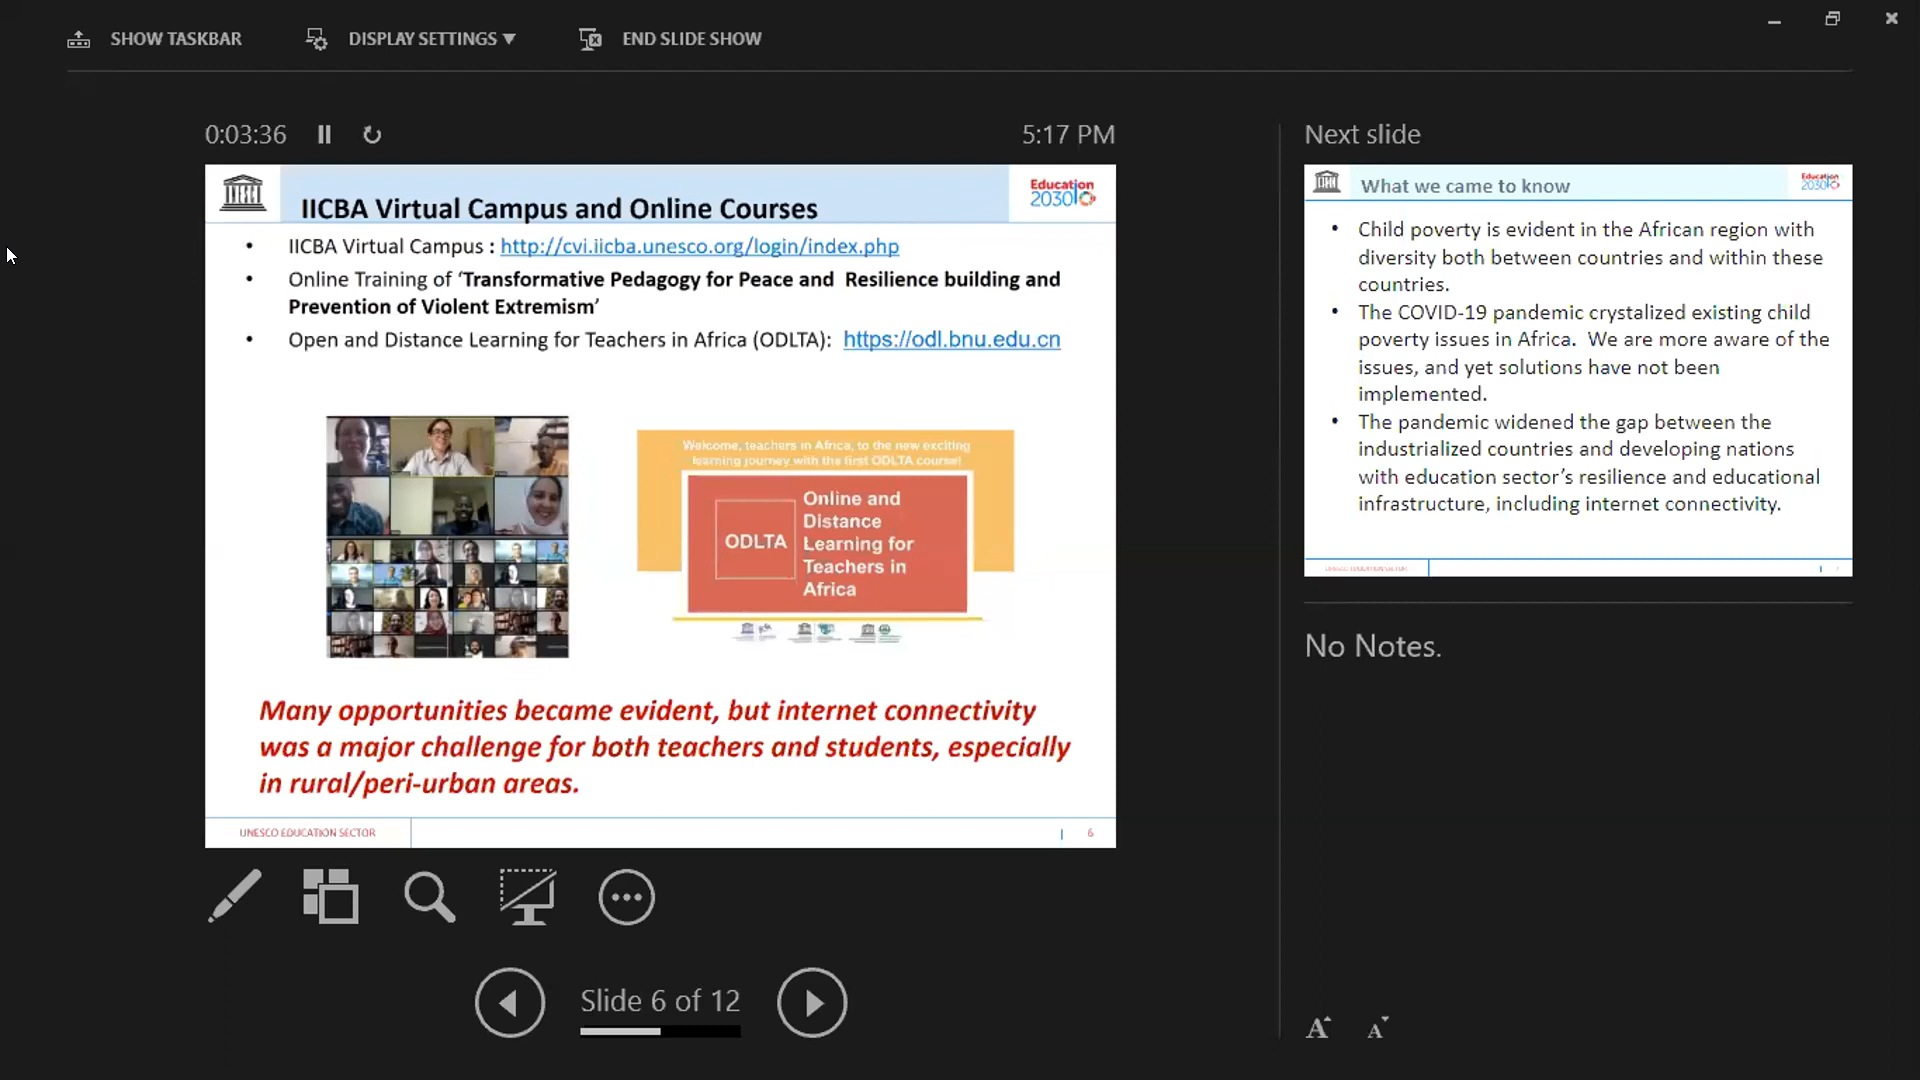 SHOW TASKBAR
DISPLAY SETTINGS
END SLIDE SHOW
0:03:36
5:17 PM
UNESCO
IICBA Virtual Campus and Online Courses
Education
2030
• IICBA Virtual Campus : http://cvi.iicba.unesco.org/login/index.php
• Online Training of ‘Transformative Pedagogy for Peace and Resilience building and
Prevention of Violent Extremism’
• Open and Distance Learning for Teachers in Africa (ODLTA): https://odl.bnu.edu.cn
Welcome, teachers in Africa, to the new exciting
learning journey with the first ODLTA course!
ODLTA
Online and
Distance
Learning for
Teachers in
Africa
Many opportunities became evident, but internet connectivity
was a major challenge for both teachers and students, especially
in rural/peri-urban areas.
UNESCO EDUCATION SECTOR
6
Slide 6 of 12
Next slide
What we came to know
Education
2030
• Child poverty is evident in the African region with
diversity both between countries and within these
countries.
• The COVID-19 pandemic crystalized existing child
poverty issues in Africa. We are more aware of the
issues, and yet solutions have not been
implemented.
• The pandemic widened the gap between the
industrialized countries and developing nations
with education sector’s resilience and educational
infrastructure, including internet connectivity.
UNESCO EDUCATION SECTOR
No Notes.
A A